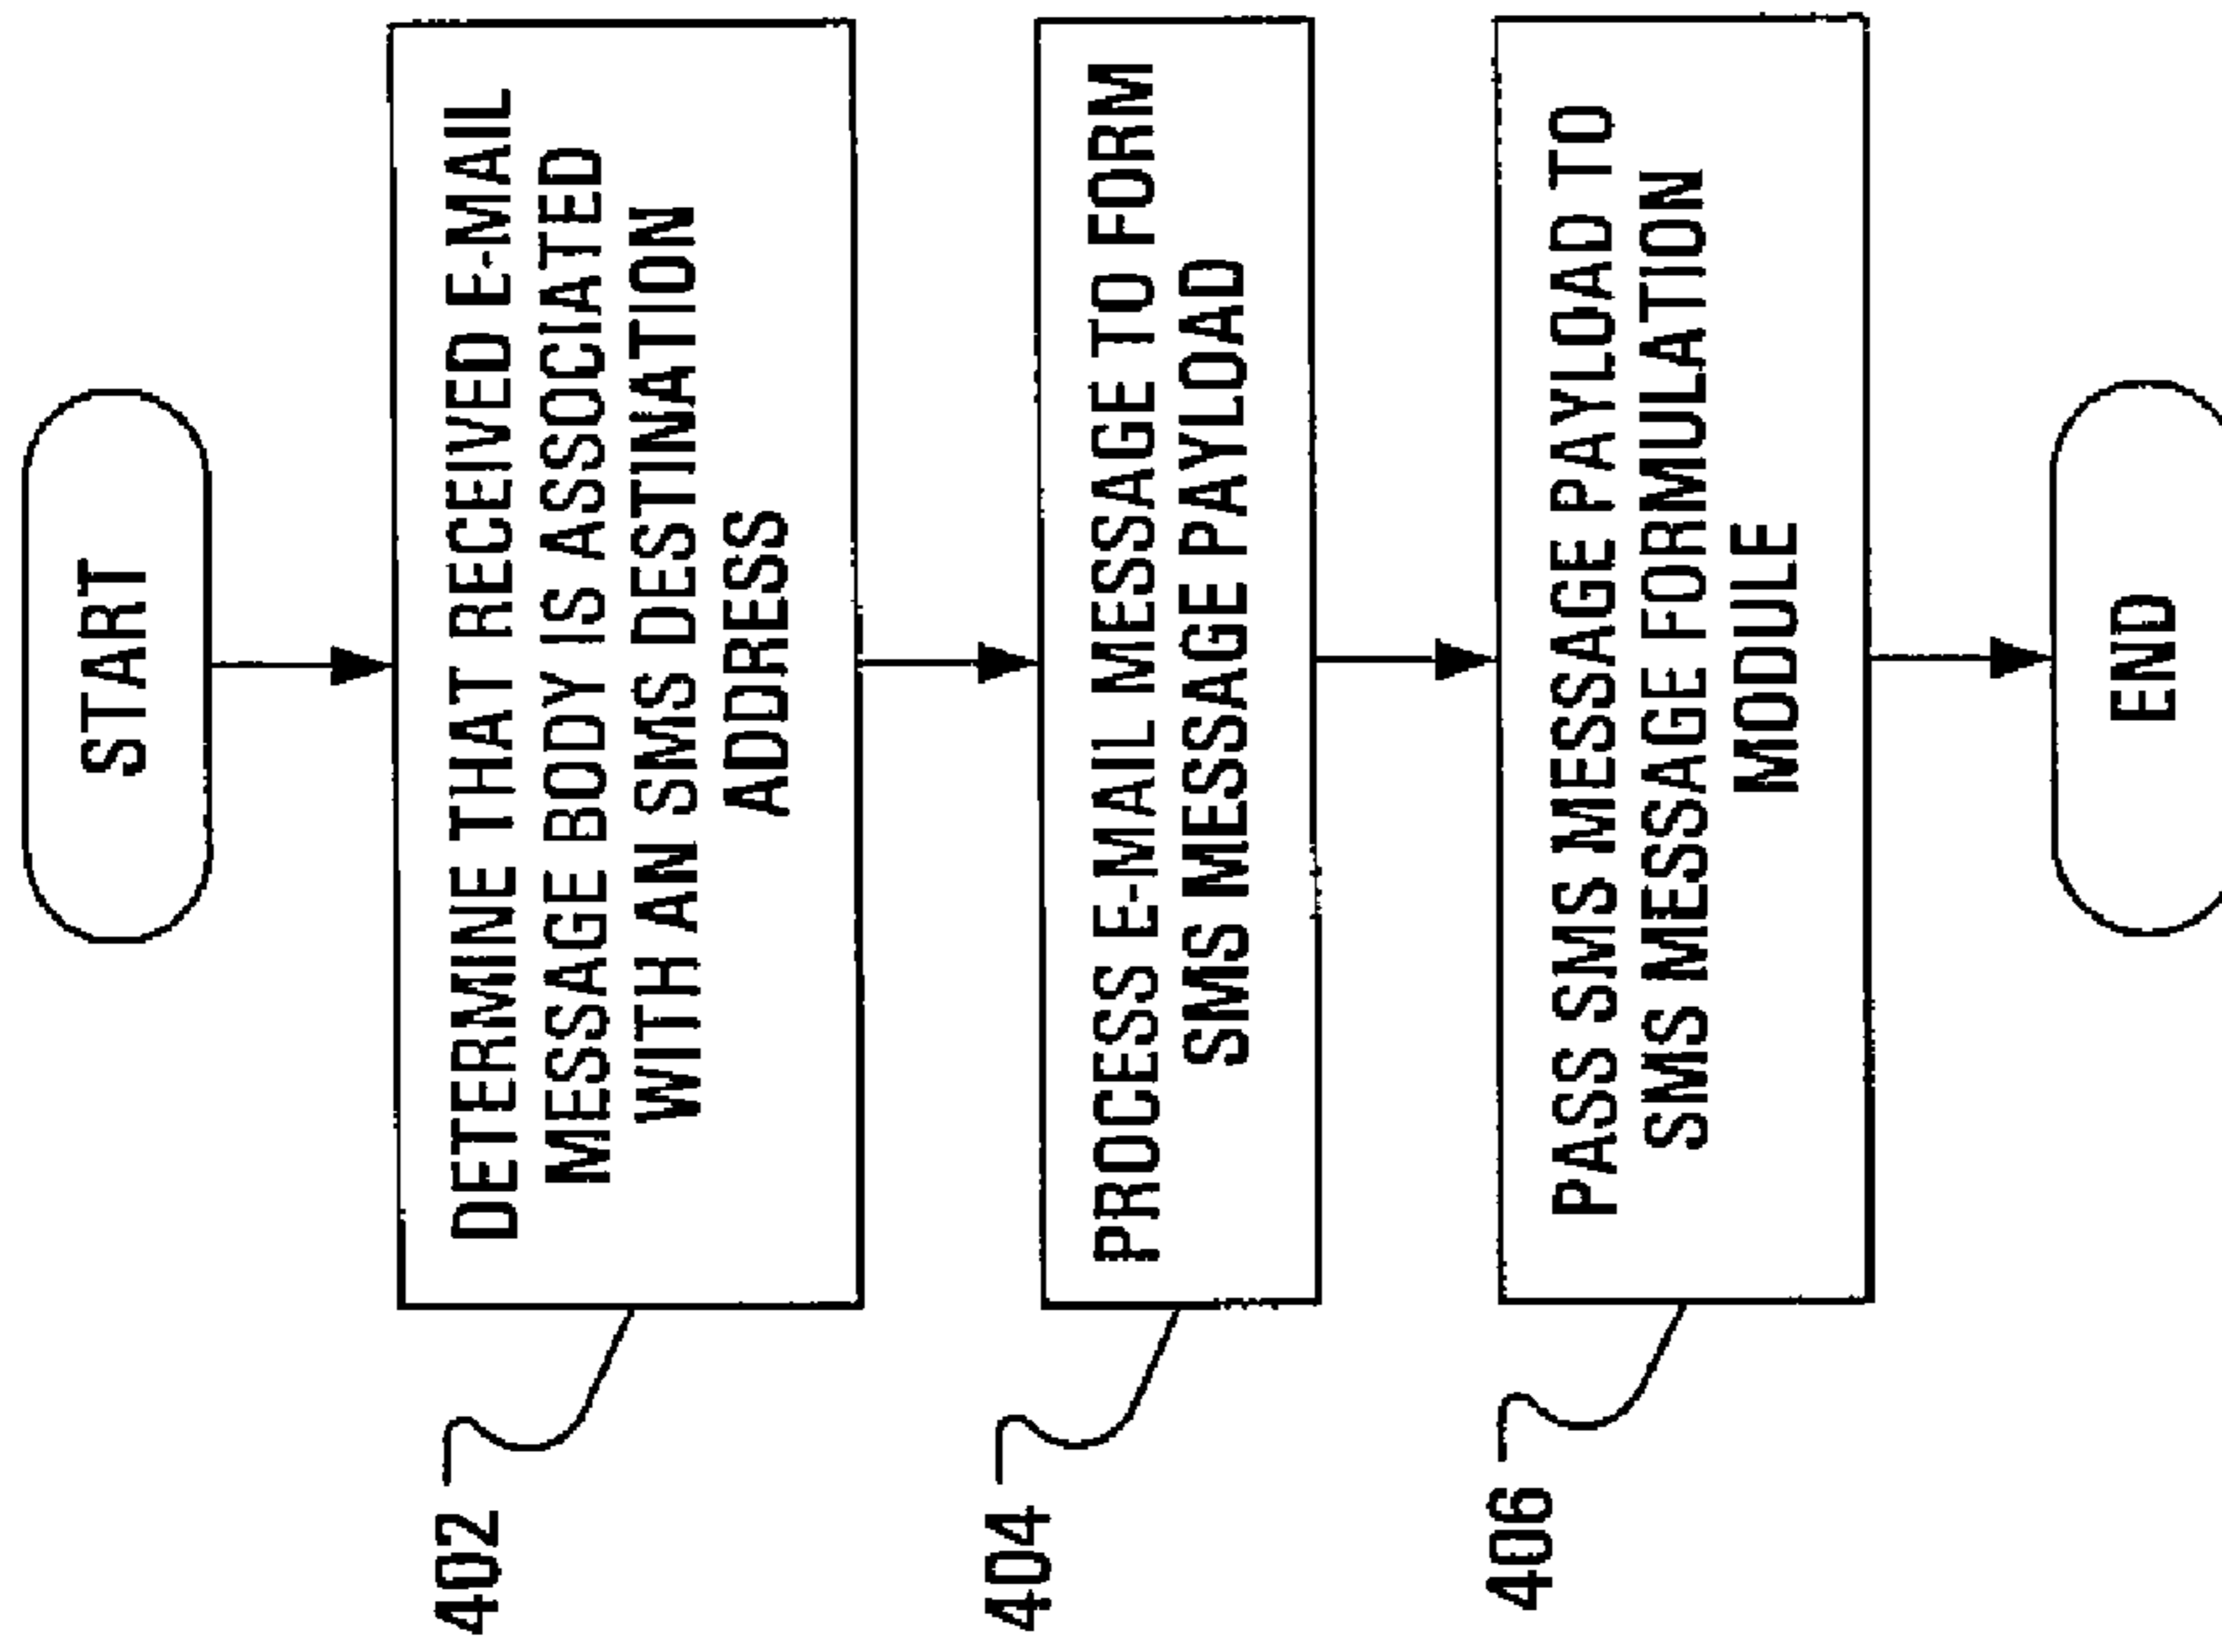 START
402
DETERMINE THAT RECEIVED E-MAIL
MESSAGE BODY IS ASSOCIATED
WITH AN SMS DESTINATION
ADDRESS
404
PROCESS E-MAIL MESSAGE TO FORM
SMS MESSAGE PAYLOAD
406
PASS SMS MESSAGE PAYLOAD TO
SMS MESSAGE FORMULATION
MODULE
END